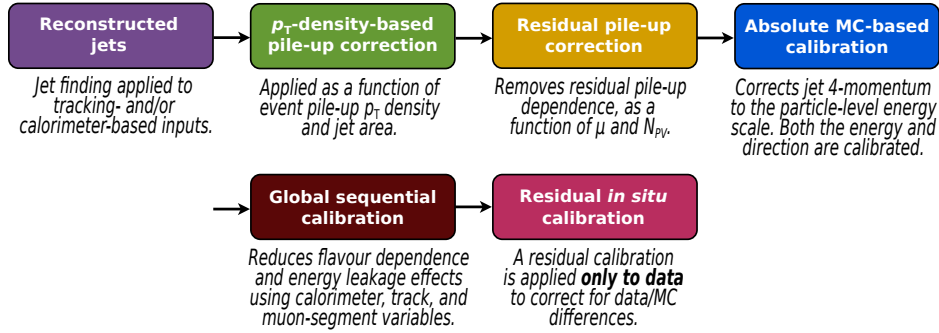 Reconstructed
jets
Jet finding applied to
tracking- and/or
calorimeter-based inputs.
pT-density-based
pile-up correction
Applied as a function of
event pile-up pT density
and jet area.
Residual pile-up
correction
Removes residual pile-up
dependence, as a
function of μ and NPV.
Absolute MC-based
calibration
Corrects jet 4-momentum
to the particle-level energy
scale. Both the energy and
direction are calibrated.
Global sequential
calibration
Reduces flavour dependence
and energy leakage effects
using calorimeter, track, and
muon-segment variables.
Residual in situ
calibration
A residual calibration
is applied only to data
to correct for data/MC
differences.